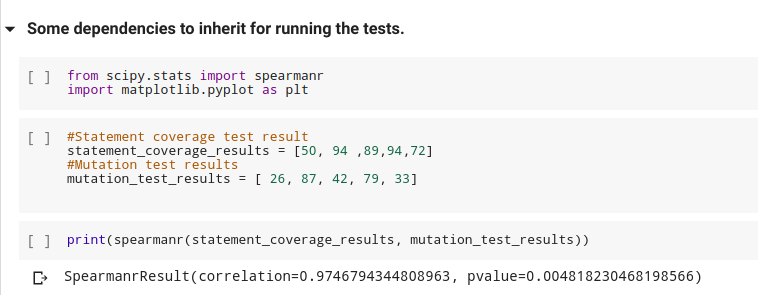 Some dependencies to inherit for running the tests.
[ ] from scipy.stats import spearmanr
import matplotlib.pyplot as plt
[ ] #Statement coverage test result
statement_coverage_results = [50, 94 ,89,94,72]
#Mutation test results
mutation_test_results = [ 26, 87, 42, 79, 33]
[ ] print(spearmanr(statement_coverage_results, mutation_test_results))
SpearmanrResult(correlation=0.9746794344808963, pvalue=0.004818230468198566)